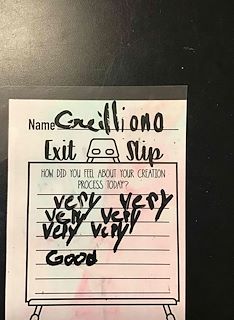 Name Creilliona
Exit Slip
HOW DID YOU FEEL ABOUT YOUR CREATION
PROCESS TODAY?
very very
very very
very very
Good